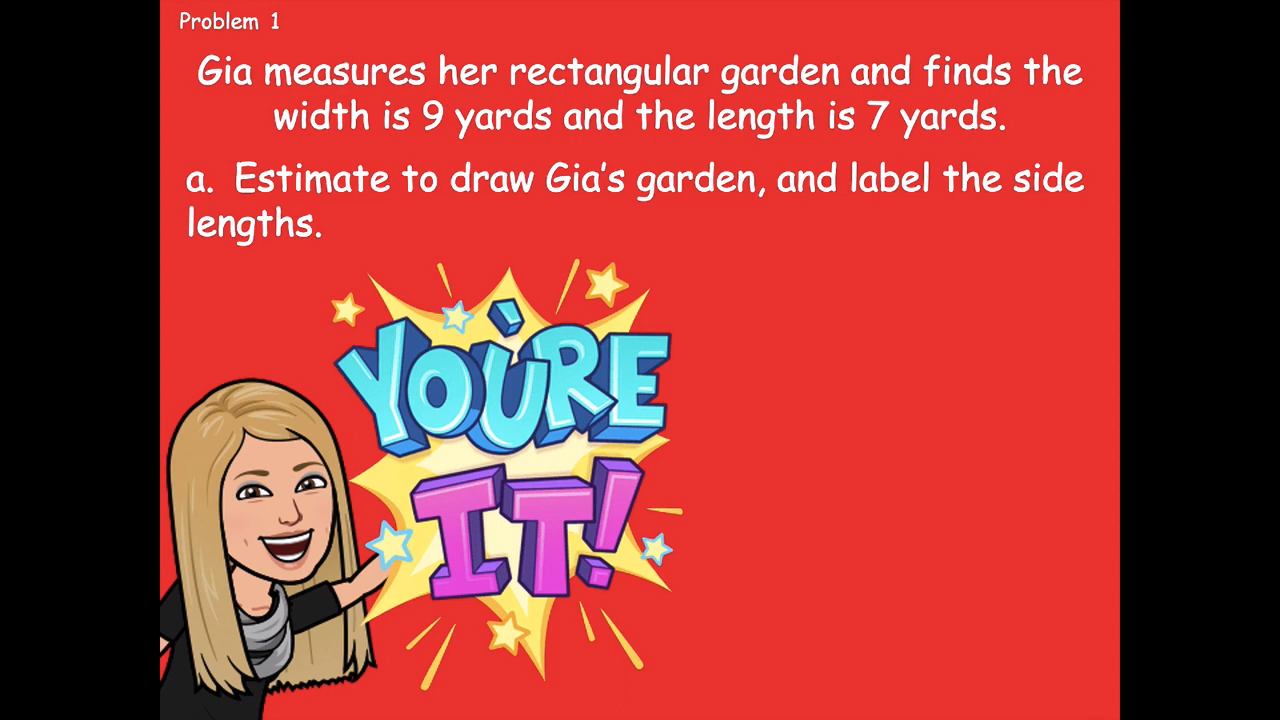 Problem 1
Gia measures her rectangular garden and finds the
width is 9 yards and the length is 7 yards.
a. Estimate to draw Gia's garden, and label the side
lengths.
YOU'RE
IT!